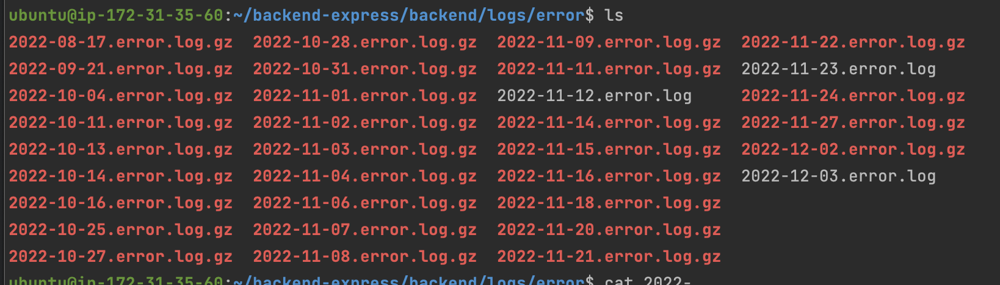 ubuntu@ip-172-31-35-60:~/backend-express/backend/logs/error$ ls
2022-08-17.error.log.gz  2022-10-28.error.log.gz  2022-11-09.error.log.gz  2022-11-22.error.log.gz
2022-09-21.error.log.gz  2022-10-31.error.log.gz  2022-11-11.error.log.gz  2022-11-23.error.log
2022-10-04.error.log.gz  2022-11-01.error.log.gz  2022-11-12.error.log     2022-11-24.error.log.gz
2022-10-11.error.log.gz  2022-11-02.error.log.gz  2022-11-14.error.log.gz  2022-11-27.error.log.gz
2022-10-13.error.log.gz  2022-11-03.error.log.gz  2022-11-15.error.log.gz  2022-12-02.error.log.gz
2022-10-14.error.log.gz  2022-11-04.error.log.gz  2022-11-16.error.log.gz  2022-12-03.error.log
2022-10-16.error.log.gz  2022-11-06.error.log.gz  2022-11-18.error.log.gz
2022-10-25.error.log.gz  2022-11-07.error.log.gz  2022-11-20.error.log.gz
2022-10-27.error.log.gz  2022-11-08.error.log.gz  2022-11-21.error.log.gz
ubuntu@ip-172-31-35-60:~/backend-express/backend/logs/error$ cat 2022-